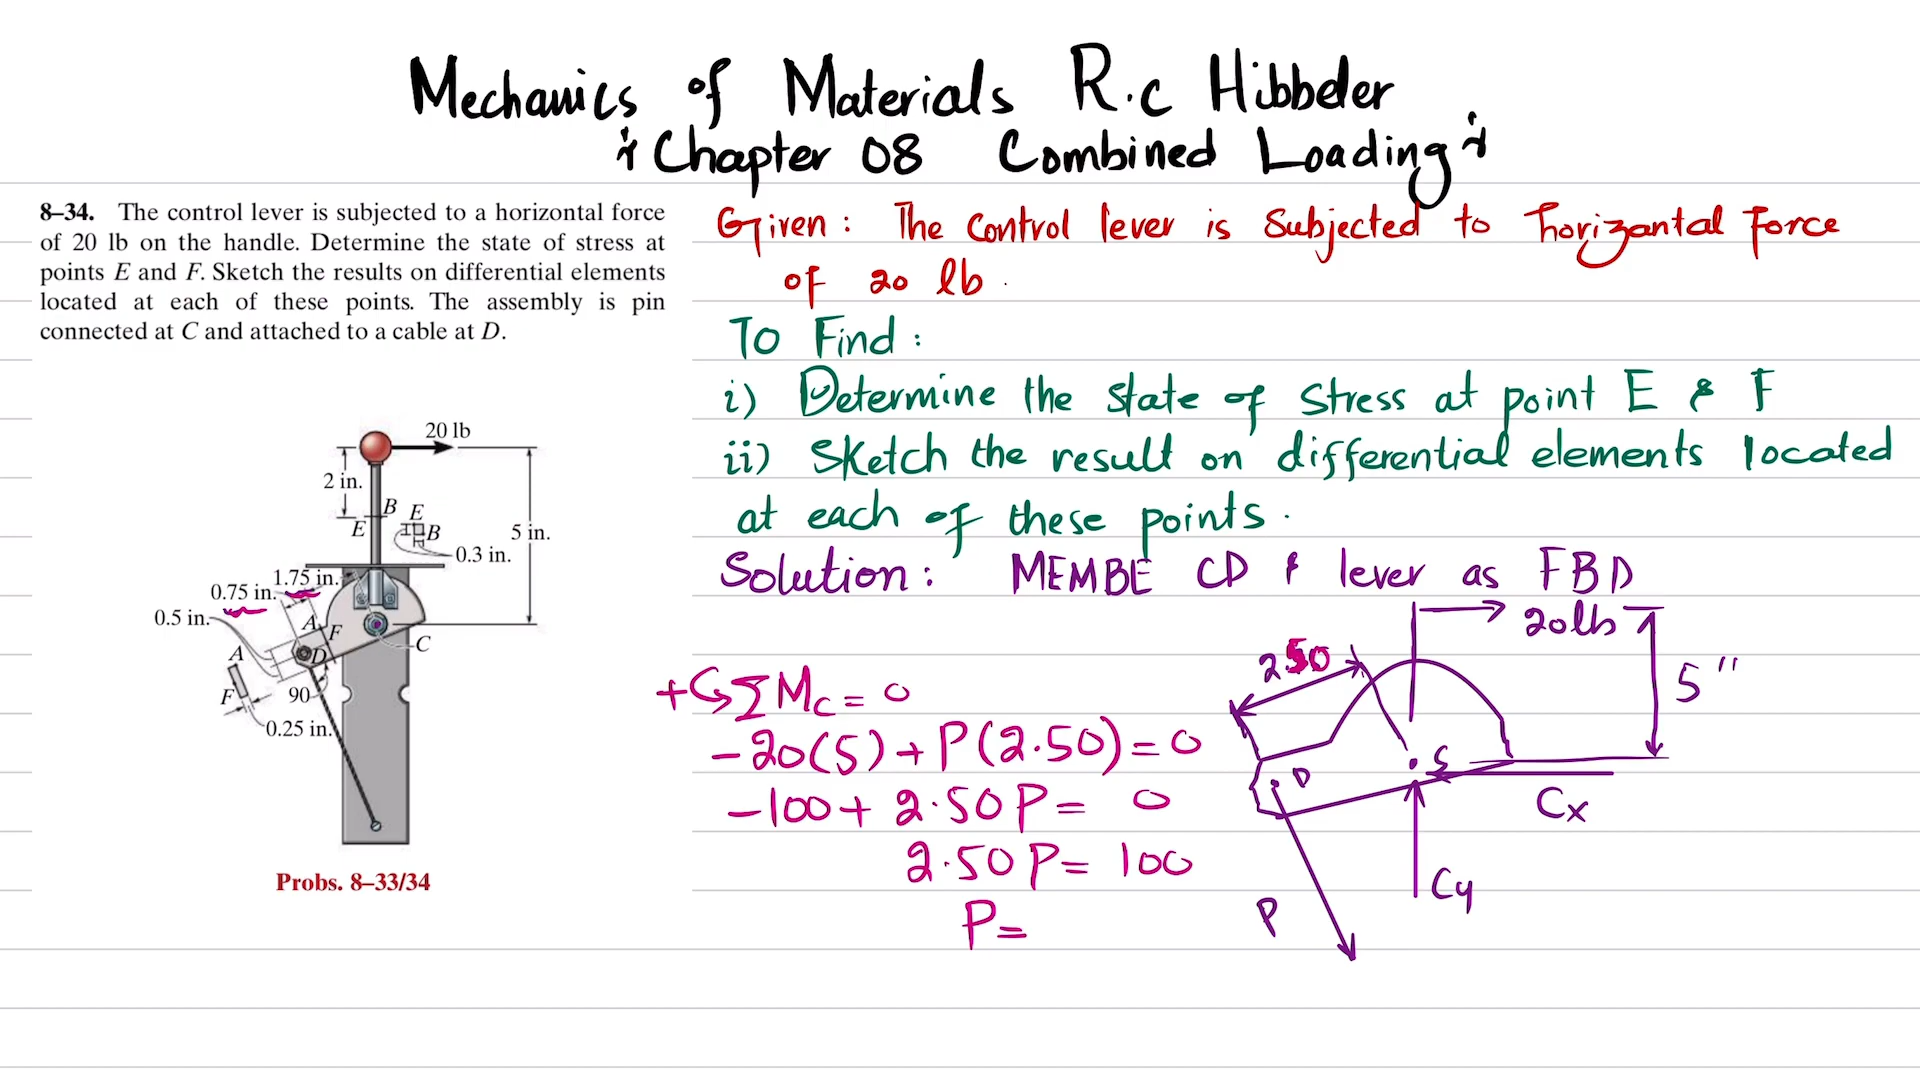 Mechanics of Materials R.C Hibbeler
Chapter 08 Combined Loading
8–34. The control lever is subjected to a horizontal force
of 20 lb on the handle. Determine the state of stress at
points E and F. Sketch the results on differential elements
located at each of these points. The assembly is pin
connected at C and attached to a cable at D.
20 lb
2 in.
B
E
E
B
F
5 in.
0.3 in.
1.75 in.
0.75 in.
0.5 in.
A
F
C
D
A
F
90
0.25 in.
Probs. 8–33/34
Given : The control lever is subjected to horizontal force
of 20 lb .
To Find :
i) Determine the state of stress at point E & F
ii) Sketch the result on differential elements located
at each of these points .
Solution : MEMBE CD & lever as FBD
+ΣMc = 0
-20(5) + P(2.50) = 0
-100 + 2.50 P = 0
2.50 P = 100
P =
20lb
5"
2.50
D
Cx
Cy
P